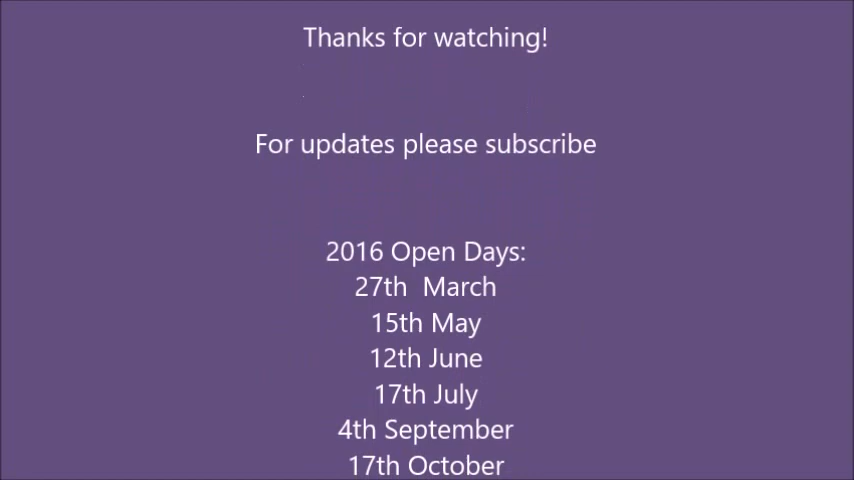 Thanks for watching!
For updates please subscribe
2016 Open Days:
27th  March
15th May
12th June
17th July
4th September
17th October